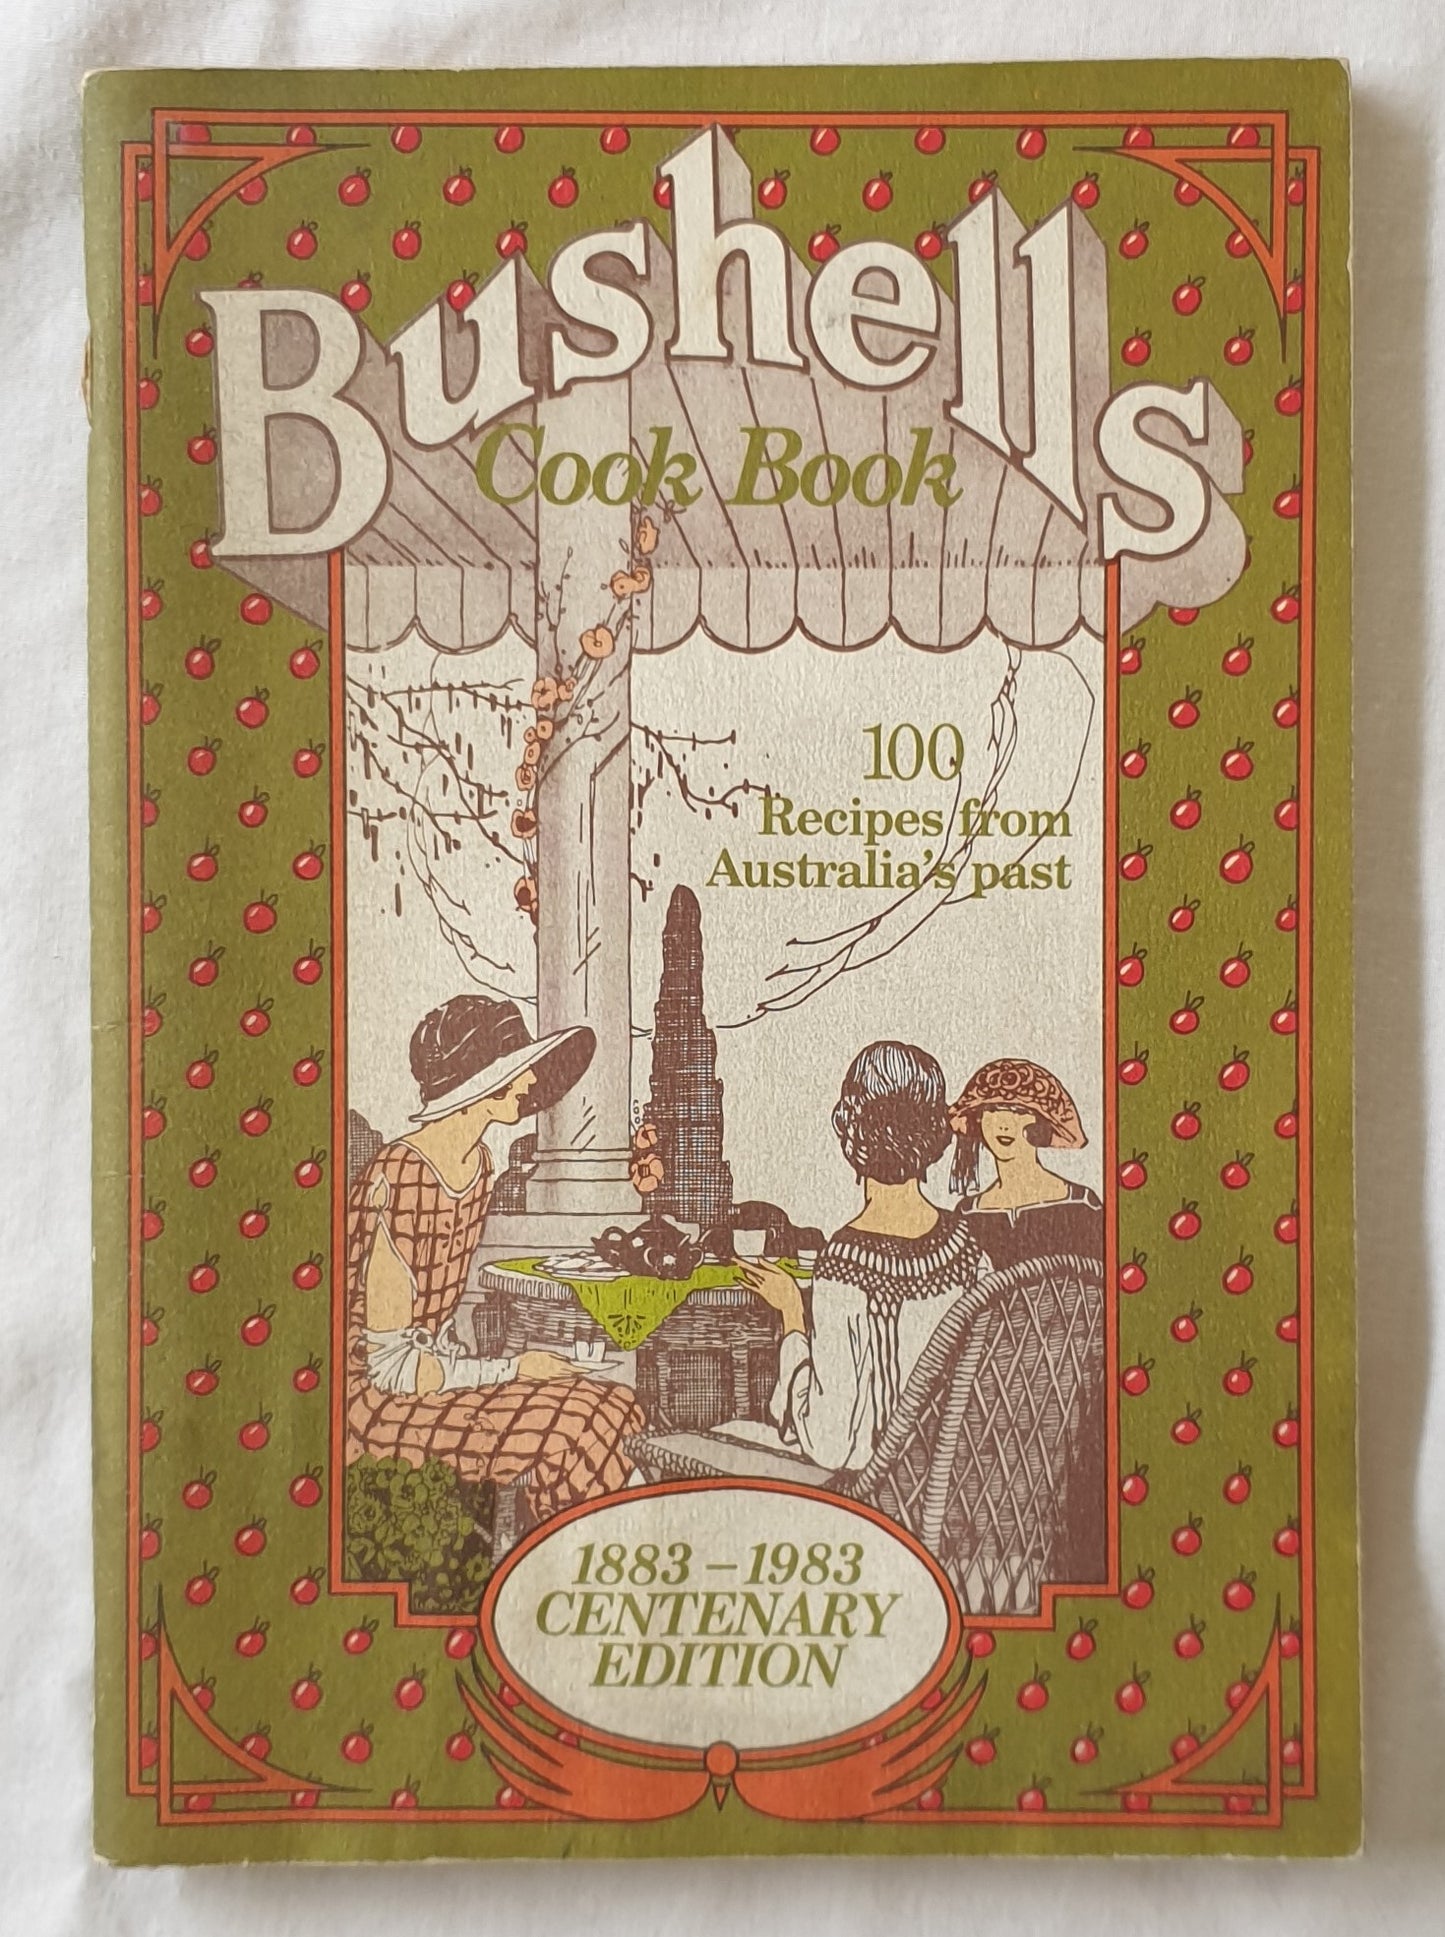 Bushells
Cook Book
100
Recipes from
Australia's past
1883 – 1983
CENTENARY
EDITION